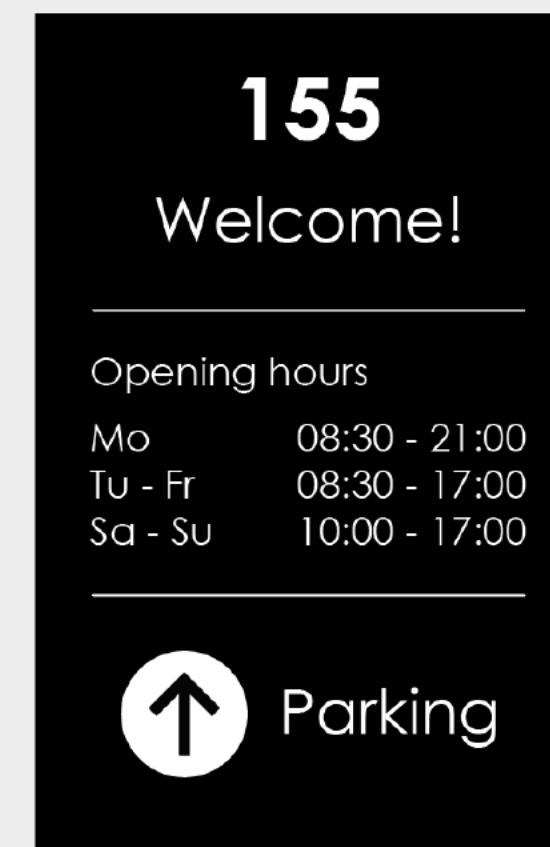 155
Welcome!
Opening hours
Mo 08:30 - 21:00
Tu - Fr 08:30 - 17:00
Sa - Su 10:00 - 17:00
Parking